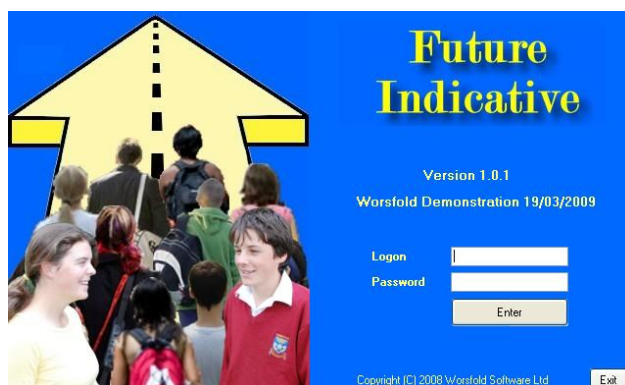 Future
Indicative
Version 1.0.1
Worsfold Demonstration 19/03/2009
Logon
Password
Enter
Copyright (C) 2008 Worsfold Software Ltd
Exit